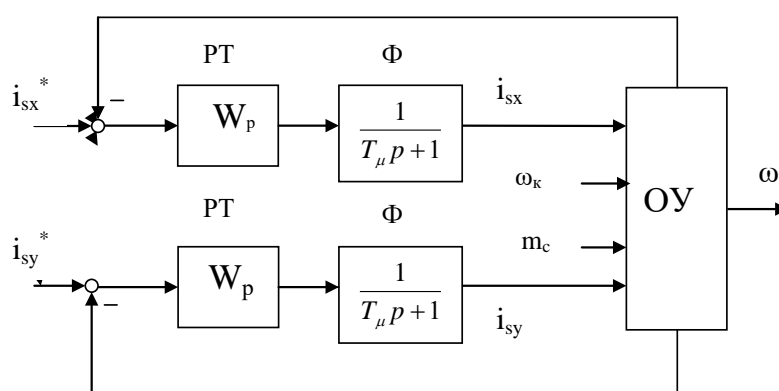 РТ
Ф
i_sx*
−
W_p
1
T_μ p + 1
i_sx
ω_к
ОУ
ω
m_c
РТ
Ф
i_sy*
−
W_p
1
T_μ p + 1
i_sy